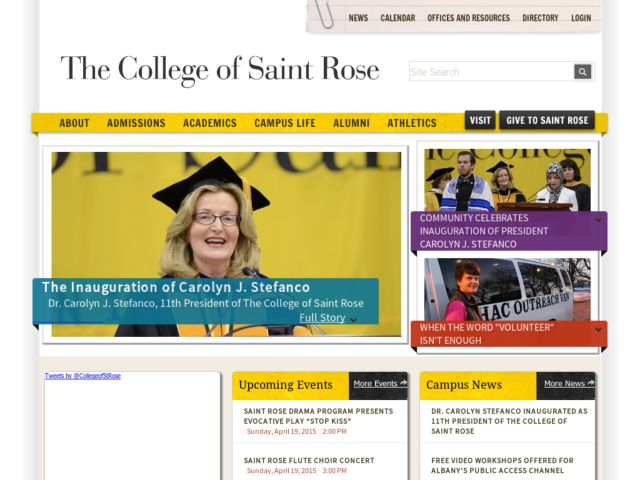 NEWS CALENDAR OFFICES AND RESOURCES DIRECTORY LOGIN
The College of Saint Rose
Site Search
ABOUT ADMISSIONS ACADEMICS CAMPUS LIFE ALUMNI ATHLETICS VISIT GIVE TO SAINT ROSE
The Inauguration of Carolyn J. Stefanco
Dr. Carolyn J. Stefanco, 11th President of The College of Saint Rose
Full Story
COMMUNITY CELEBRATES
INAUGURATION OF PRESIDENT
CAROLYN J. STEFANCO
HAC OUTREACH VAN
WHEN THE WORD "VOLUNTEER"
ISN'T ENOUGH
Tweets by @CollegeofStRose
Upcoming Events More Events
SAINT ROSE DRAMA PROGRAM PRESENTS
EVOCATIVE PLAY "STOP KISS"
Sunday, April 19, 2015 2:00 PM
SAINT ROSE FLUTE CHOIR CONCERT
Sunday, April 19, 2015 3:00 PM
Campus News More News
DR. CAROLYN STEFANCO INAUGURATED AS
11TH PRESIDENT OF THE COLLEGE OF
SAINT ROSE
FREE VIDEO WORKSHOPS OFFERED FOR
ALBANY'S PUBLIC ACCESS CHANNEL